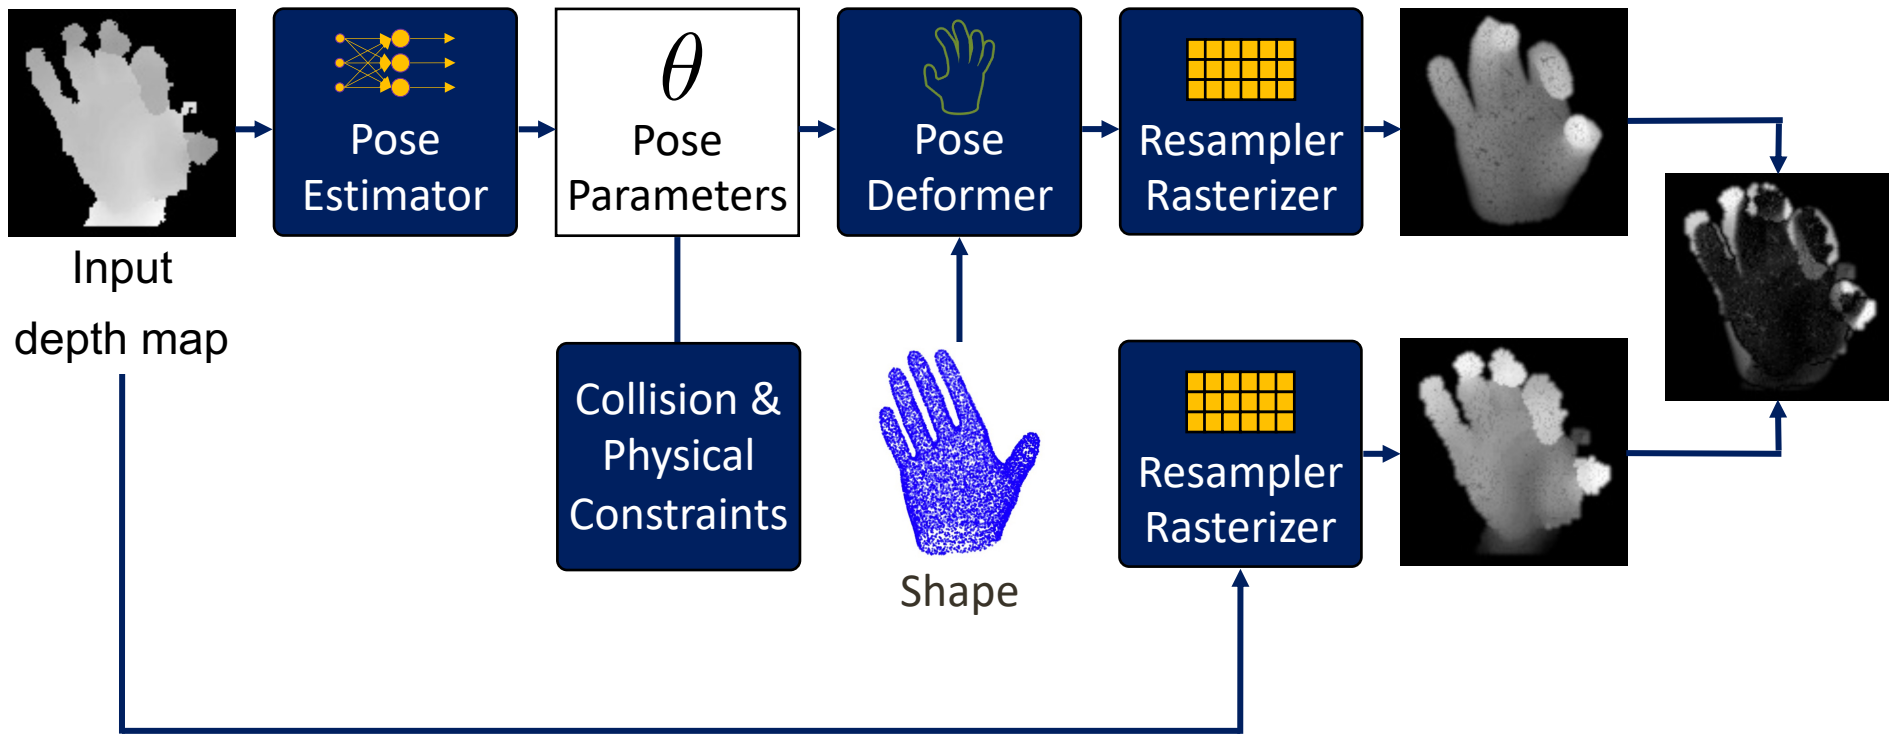 Input
depth map
Pose
Estimator
θ
Pose
Parameters
Pose
Deformer
Resampler
Rasterizer
Collision &
Physical
Constraints
Shape
Resampler
Rasterizer